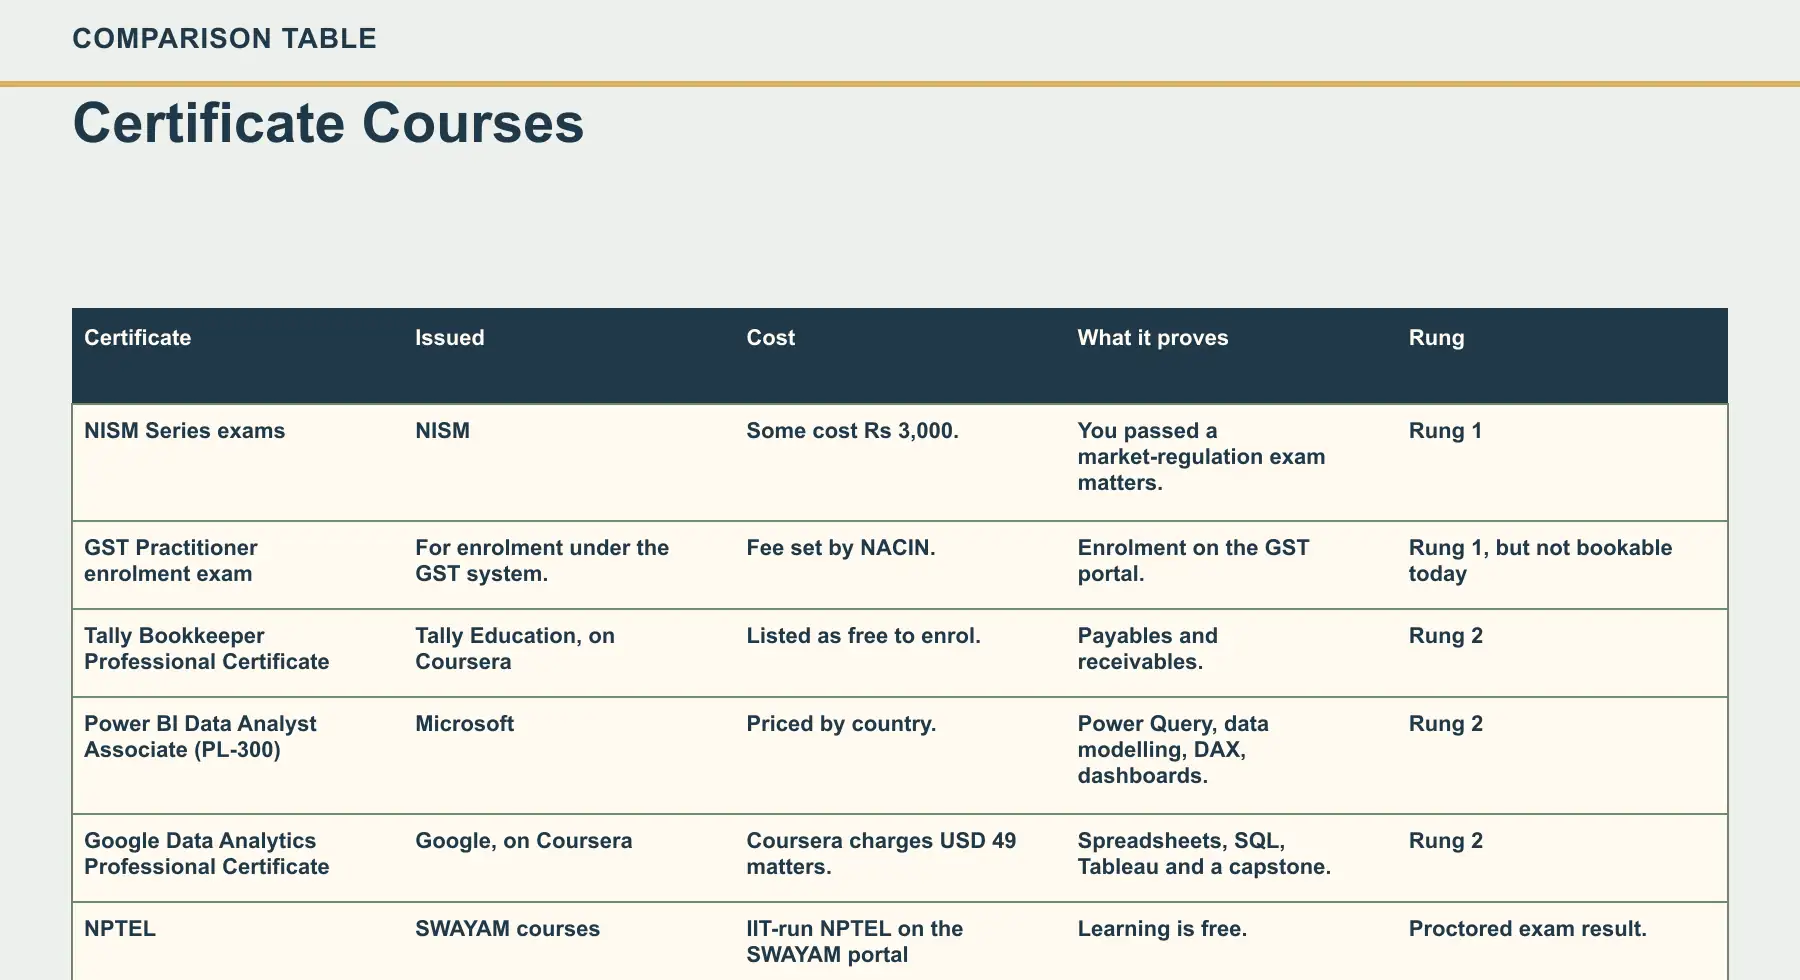 COMPARISON TABLE
Certificate Courses
Certificate
Issued
Cost
What it proves
Rung
NISM Series exams
NISM
Some cost Rs 3,000.
You passed a
market-regulation exam
matters.
Rung 1
GST Practitioner
enrolment exam
For enrolment under the
GST system.
Fee set by NACIN.
Enrolment on the GST
portal.
Rung 1, but not bookable
today
Tally Bookkeeper
Professional Certificate
Tally Education, on
Coursera
Listed as free to enrol.
Payables and
receivables.
Rung 2
Power BI Data Analyst
Associate (PL-300)
Microsoft
Priced by country.
Power Query, data
modelling, DAX,
dashboards.
Rung 2
Google Data Analytics
Professional Certificate
Google, on Coursera
Coursera charges USD 49
matters.
Spreadsheets, SQL,
Tableau and a capstone.
Rung 2
NPTEL
SWAYAM courses
IIT-run NPTEL on the
SWAYAM portal
Learning is free.
Proctored exam result.